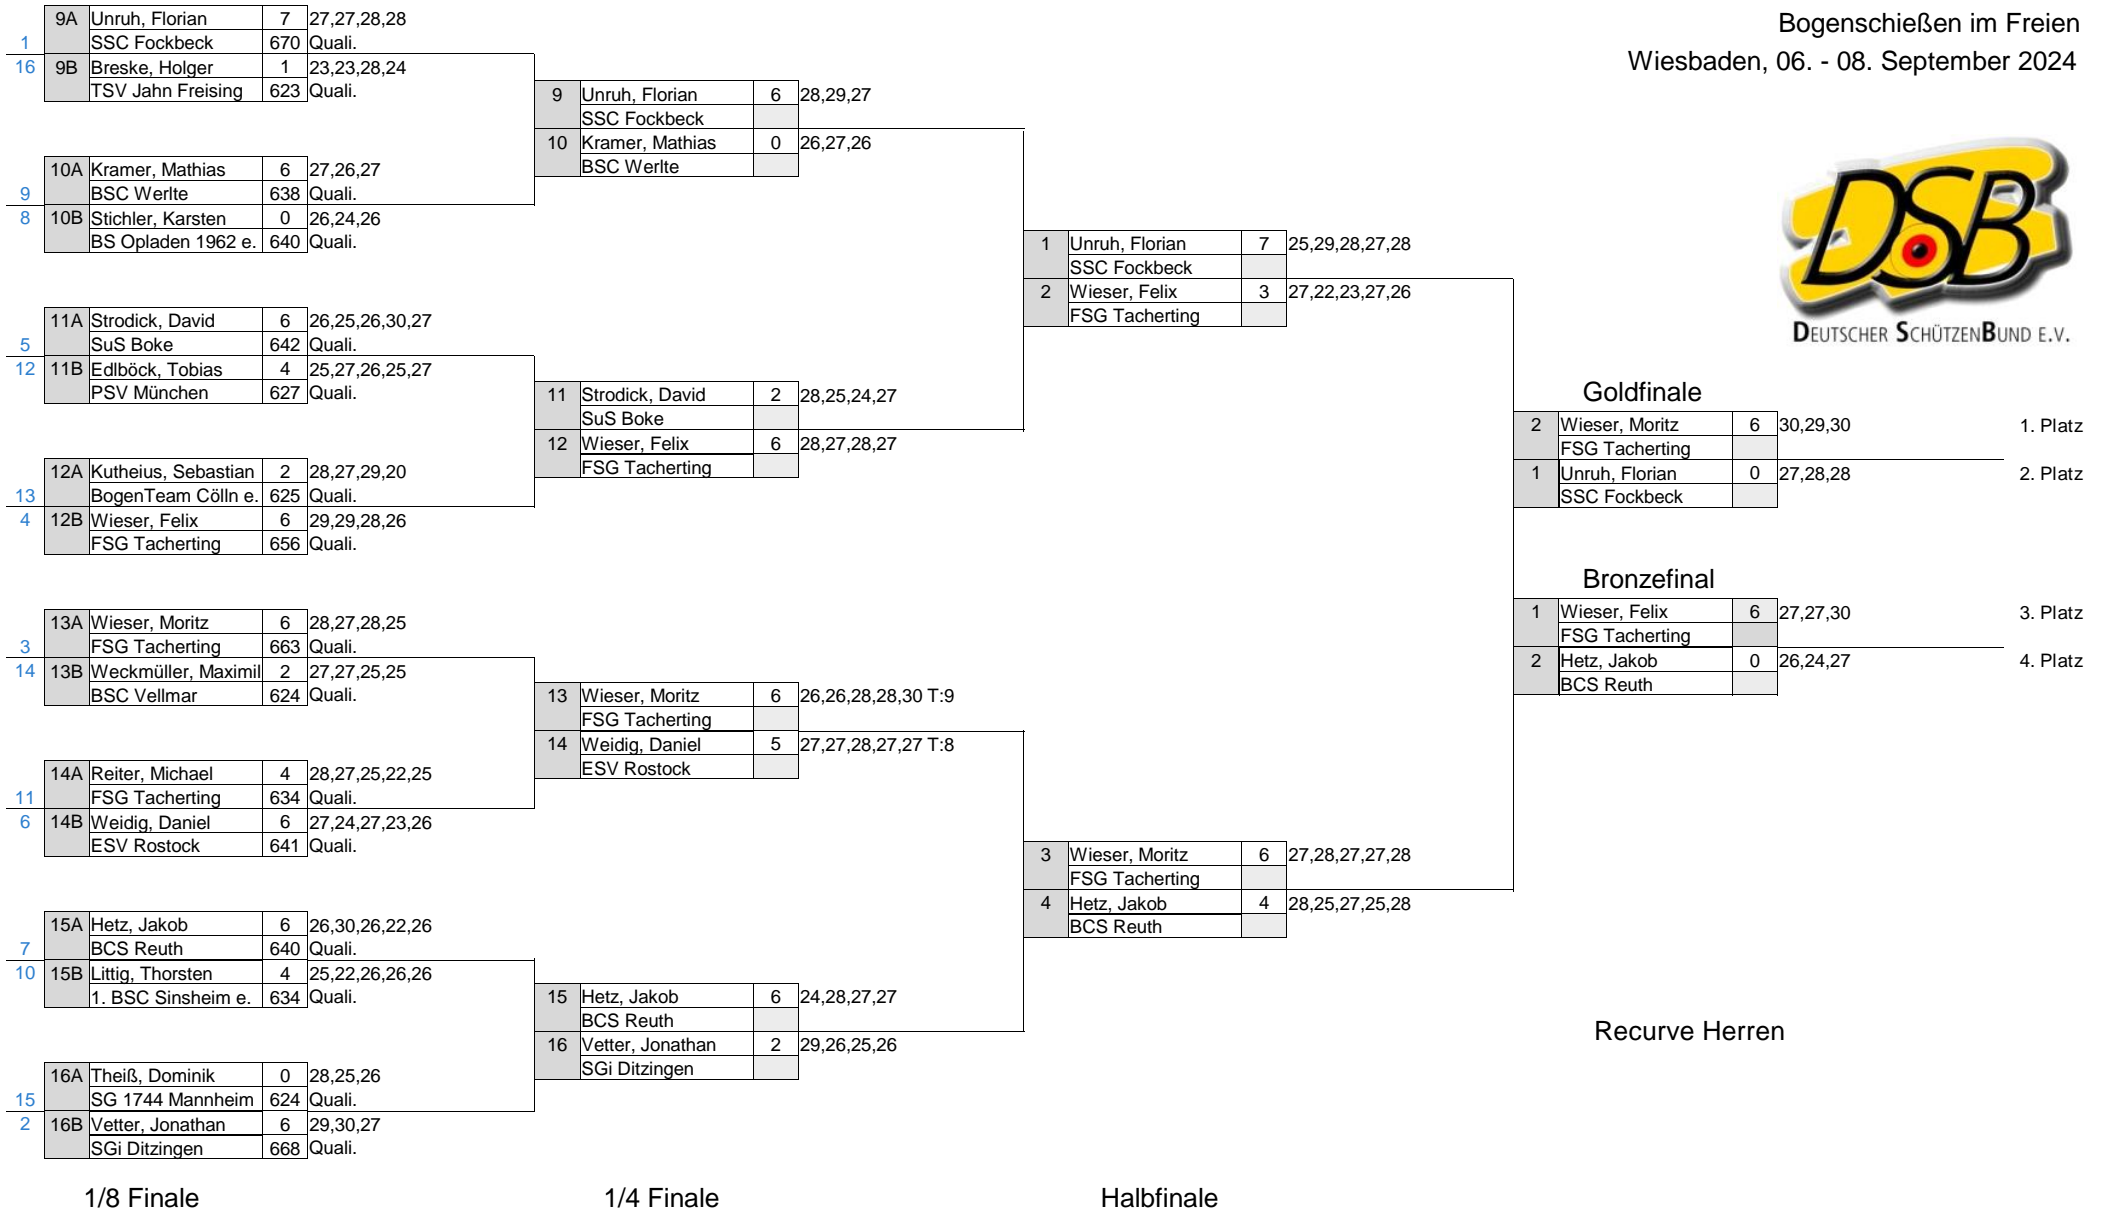 Bogenschießen im Freien
Wiesbaden, 06. - 08. September 2024
DSB
DEUTSCHER SCHÜTZENBUND E.V.
9A Unruh, Florian 7 27,27,28,28
1 SSC Fockbeck 670 Quali.
16 9B Breske, Holger 1 23,23,28,24
TSV Jahn Freising 623 Quali.
10A Kramer, Mathias 6 27,26,27
9 BSC Werlte 638 Quali.
8 10B Stichler, Karsten 0 26,24,26
BS Opladen 1962 e. 640 Quali.
11A Strodick, David 6 26,25,26,30,27
5 SuS Boke 642 Quali.
12 11B Edlböck, Tobias 4 25,27,26,25,27
PSV München 627 Quali.
12A Kutheius, Sebastian 2 28,27,29,20
13 BogenTeam Cölln e. 625 Quali.
4 12B Wieser, Felix 6 29,29,28,26
FSG Tacherting 656 Quali.
13A Wieser, Moritz 6 28,27,28,25
3 FSG Tacherting 663 Quali.
14 13B Weckmüller, Maximil 2 27,27,25,25
BSC Vellmar 624 Quali.
14A Reiter, Michael 4 28,27,25,22,25
11 FSG Tacherting 634 Quali.
6 14B Weidig, Daniel 6 27,24,27,23,26
ESV Rostock 641 Quali.
15A Hetz, Jakob 6 26,30,26,22,26
7 BCS Reuth 640 Quali.
10 15B Littig, Thorsten 4 25,22,26,26,26
1. BSC Sinsheim e. 634 Quali.
16A Theiß, Dominik 0 28,25,26
15 SG 1744 Mannheim 624 Quali.
2 16B Vetter, Jonathan 6 29,30,27
SGi Ditzingen 668 Quali.
1/8 Finale
9 Unruh, Florian 6 28,29,27
SSC Fockbeck
10 Kramer, Mathias 0 26,27,26
BSC Werlte
11 Strodick, David 2 28,25,24,27
SuS Boke
12 Wieser, Felix 6 28,27,28,27
FSG Tacherting
13 Wieser, Moritz 6 26,26,28,28,30 T:9
FSG Tacherting
14 Weidig, Daniel 5 27,27,28,27,27 T:8
ESV Rostock
15 Hetz, Jakob 6 24,28,27,27
BCS Reuth
16 Vetter, Jonathan 2 29,26,25,26
SGi Ditzingen
1/4 Finale
1 Unruh, Florian 7 25,29,28,27,28
SSC Fockbeck
2 Wieser, Felix 3 27,22,23,27,26
FSG Tacherting
3 Wieser, Moritz 6 27,28,27,27,28
FSG Tacherting
4 Hetz, Jakob 4 28,25,27,25,28
BCS Reuth
Halbfinale
Goldfinale
2 Wieser, Moritz 6 30,29,30 1. Platz
FSG Tacherting
1 Unruh, Florian 0 27,28,28 2. Platz
SSC Fockbeck
Bronzefinal
1 Wieser, Felix 6 27,27,30 3. Platz
FSG Tacherting
2 Hetz, Jakob 0 26,24,27 4. Platz
BCS Reuth
Recurve Herren